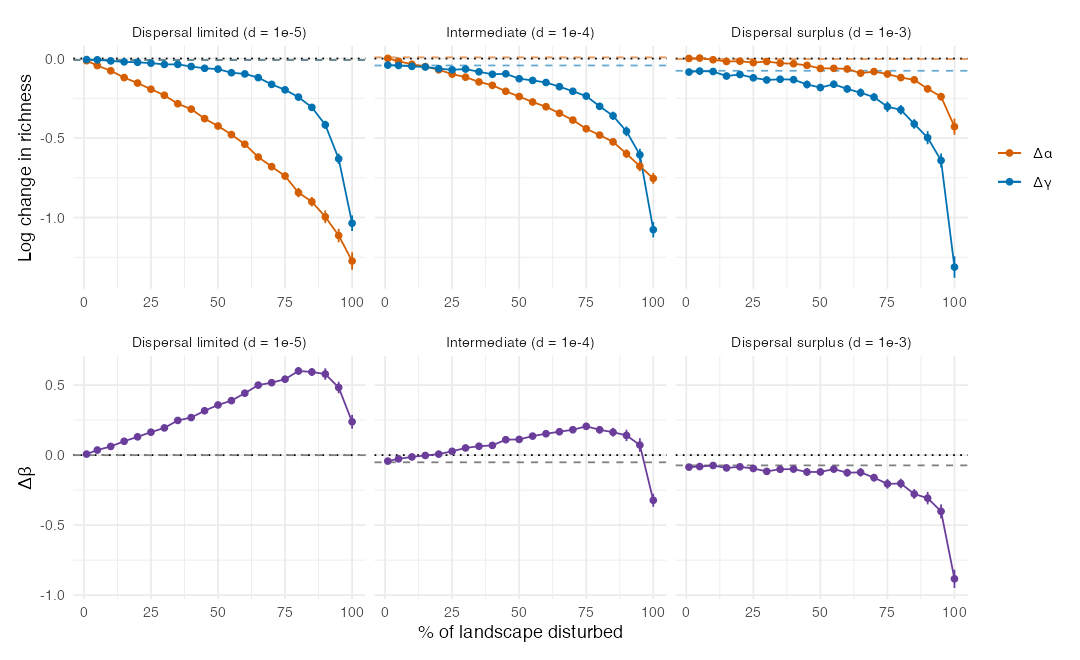 Dispersal limited (d = 1e-5) Intermediate (d = 1e-4) Dispersal surplus (d = 1e-3)
Log change in richness
0.0
-0.5
-1.0
0 25 50 75 100 0 25 50 75 100 0 25 50 75 100
Δα
Δγ
Dispersal limited (d = 1e-5) Intermediate (d = 1e-4) Dispersal surplus (d = 1e-3)
Δβ
0.5
0.0
-0.5
-1.0
0 25 50 75 100 0 25 50 75 100 0 25 50 75 100
% of landscape disturbed